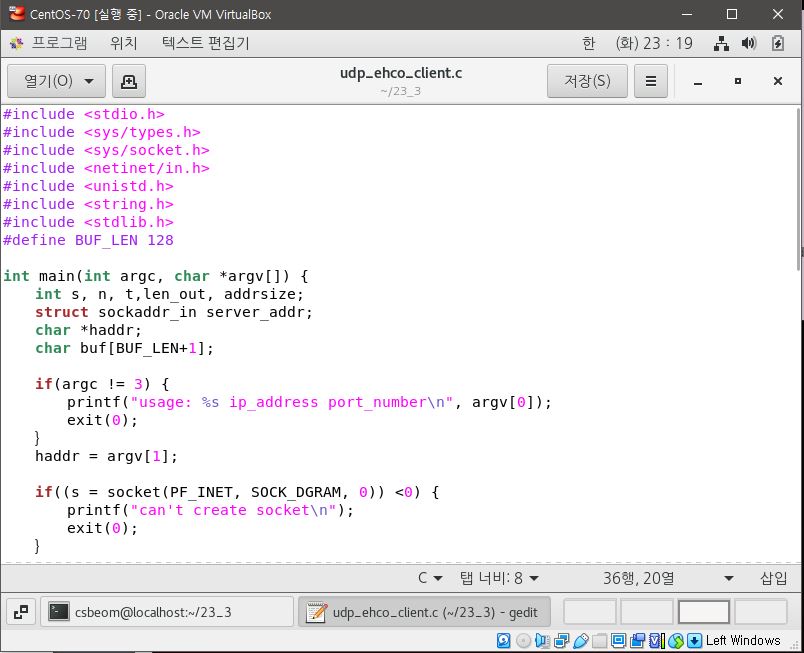 CentOS-70 [실행 중] - Oracle VM VirtualBox
프로그램 위치 텍스트 편집기 한 (화) 23 : 19
열기(O) udp_ehco_client.c 저장(S)
~/23_3
#include <stdio.h>
#include <sys/types.h>
#include <sys/socket.h>
#include <netinet/in.h>
#include <unistd.h>
#include <string.h>
#include <stdlib.h>
#define BUF_LEN 128
int main(int argc, char *argv[]) {
int s, n, t,len_out, addrsize;
struct sockaddr_in server_addr;
char *haddr;
char buf[BUF_LEN+1];
if(argc != 3) {
printf("usage: %s ip_address port_number\n", argv[0]);
exit(0);
}
haddr = argv[1];
if((s = socket(PF_INET, SOCK_DGRAM, 0)) <0) {
printf("can't create socket\n");
exit(0);
}
C 탭 너비: 8 36행, 20열 삽입
csbeom@localhost:~/23_3 udp_ehco_client.c (~/23_3) - gedit
Left Windows